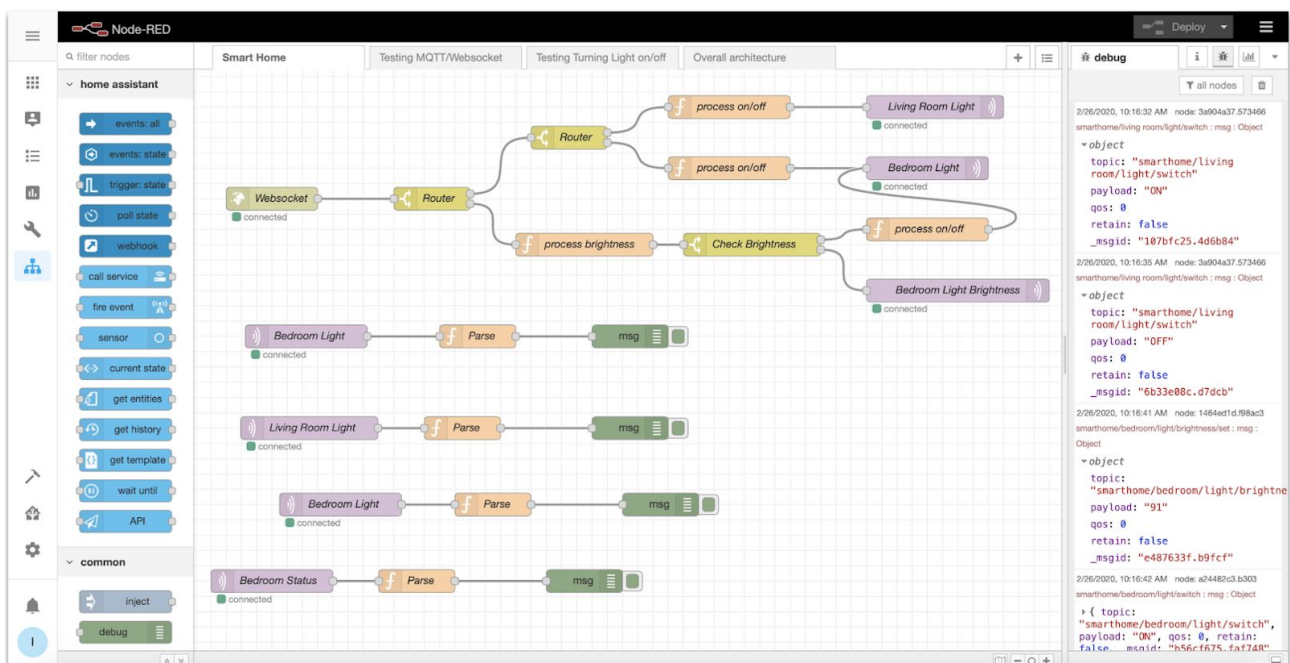 Node-RED
Deploy
filter nodes
home assistant
events: all
events: state
trigger: state
poll state
webhook
call service
fire event
sensor
current state
get entities
get history
get template
wait until
API
common
inject
debug
I
Smart Home
Testing MQTT/Websocket
Testing Turning Light on/off
Overall architecture
process on/off
Living Room Light
connected
Router
process on/off
Bedroom Light
connected
Websocket
connected
Router
process on/off
process brightness
Check Brightness
Bedroom Light Brightness
connected
Bedroom Light
connected
Parse
msg
Living Room Light
connected
Parse
msg
Bedroom Light
connected
Parse
msg
Bedroom Status
connected
Parse
msg
debug
i
all nodes
2/26/2020, 10:16:32 AM node: 3a904a37.573466
smarthome/living room/light/switch : msg : Object
object
topic: "smarthome/living
room/light/switch"
payload: "ON"
qos: 0
retain: false
_msgid: "107bfc25.4d6b84"
2/26/2020, 10:16:35 AM node: 3a904a37.573466
smarthome/living room/light/switch : msg : Object
object
topic: "smarthome/living
room/light/switch"
payload: "OFF"
qos: 0
retain: false
_msgid: "6b33e08c.d7dcb"
2/26/2020, 10:16:41 AM node: 1464ed1d.f98ac3
smarthome/bedroom/light/brightness/set : msg :
Object
object
topic:
"smarthome/bedroom/light/brightne
payload: "91"
qos: 0
retain: false
_msgid: "e487633f.b9fcf"
2/26/2020, 10:16:42 AM node: a24482c3.b303
smarthome/bedroom/light/switch : msg : Object
{ topic:
"smarthome/bedroom/light/switch",
payload: "ON", qos: 0, retain:
false, _msgid: "b56cf675.faf748"